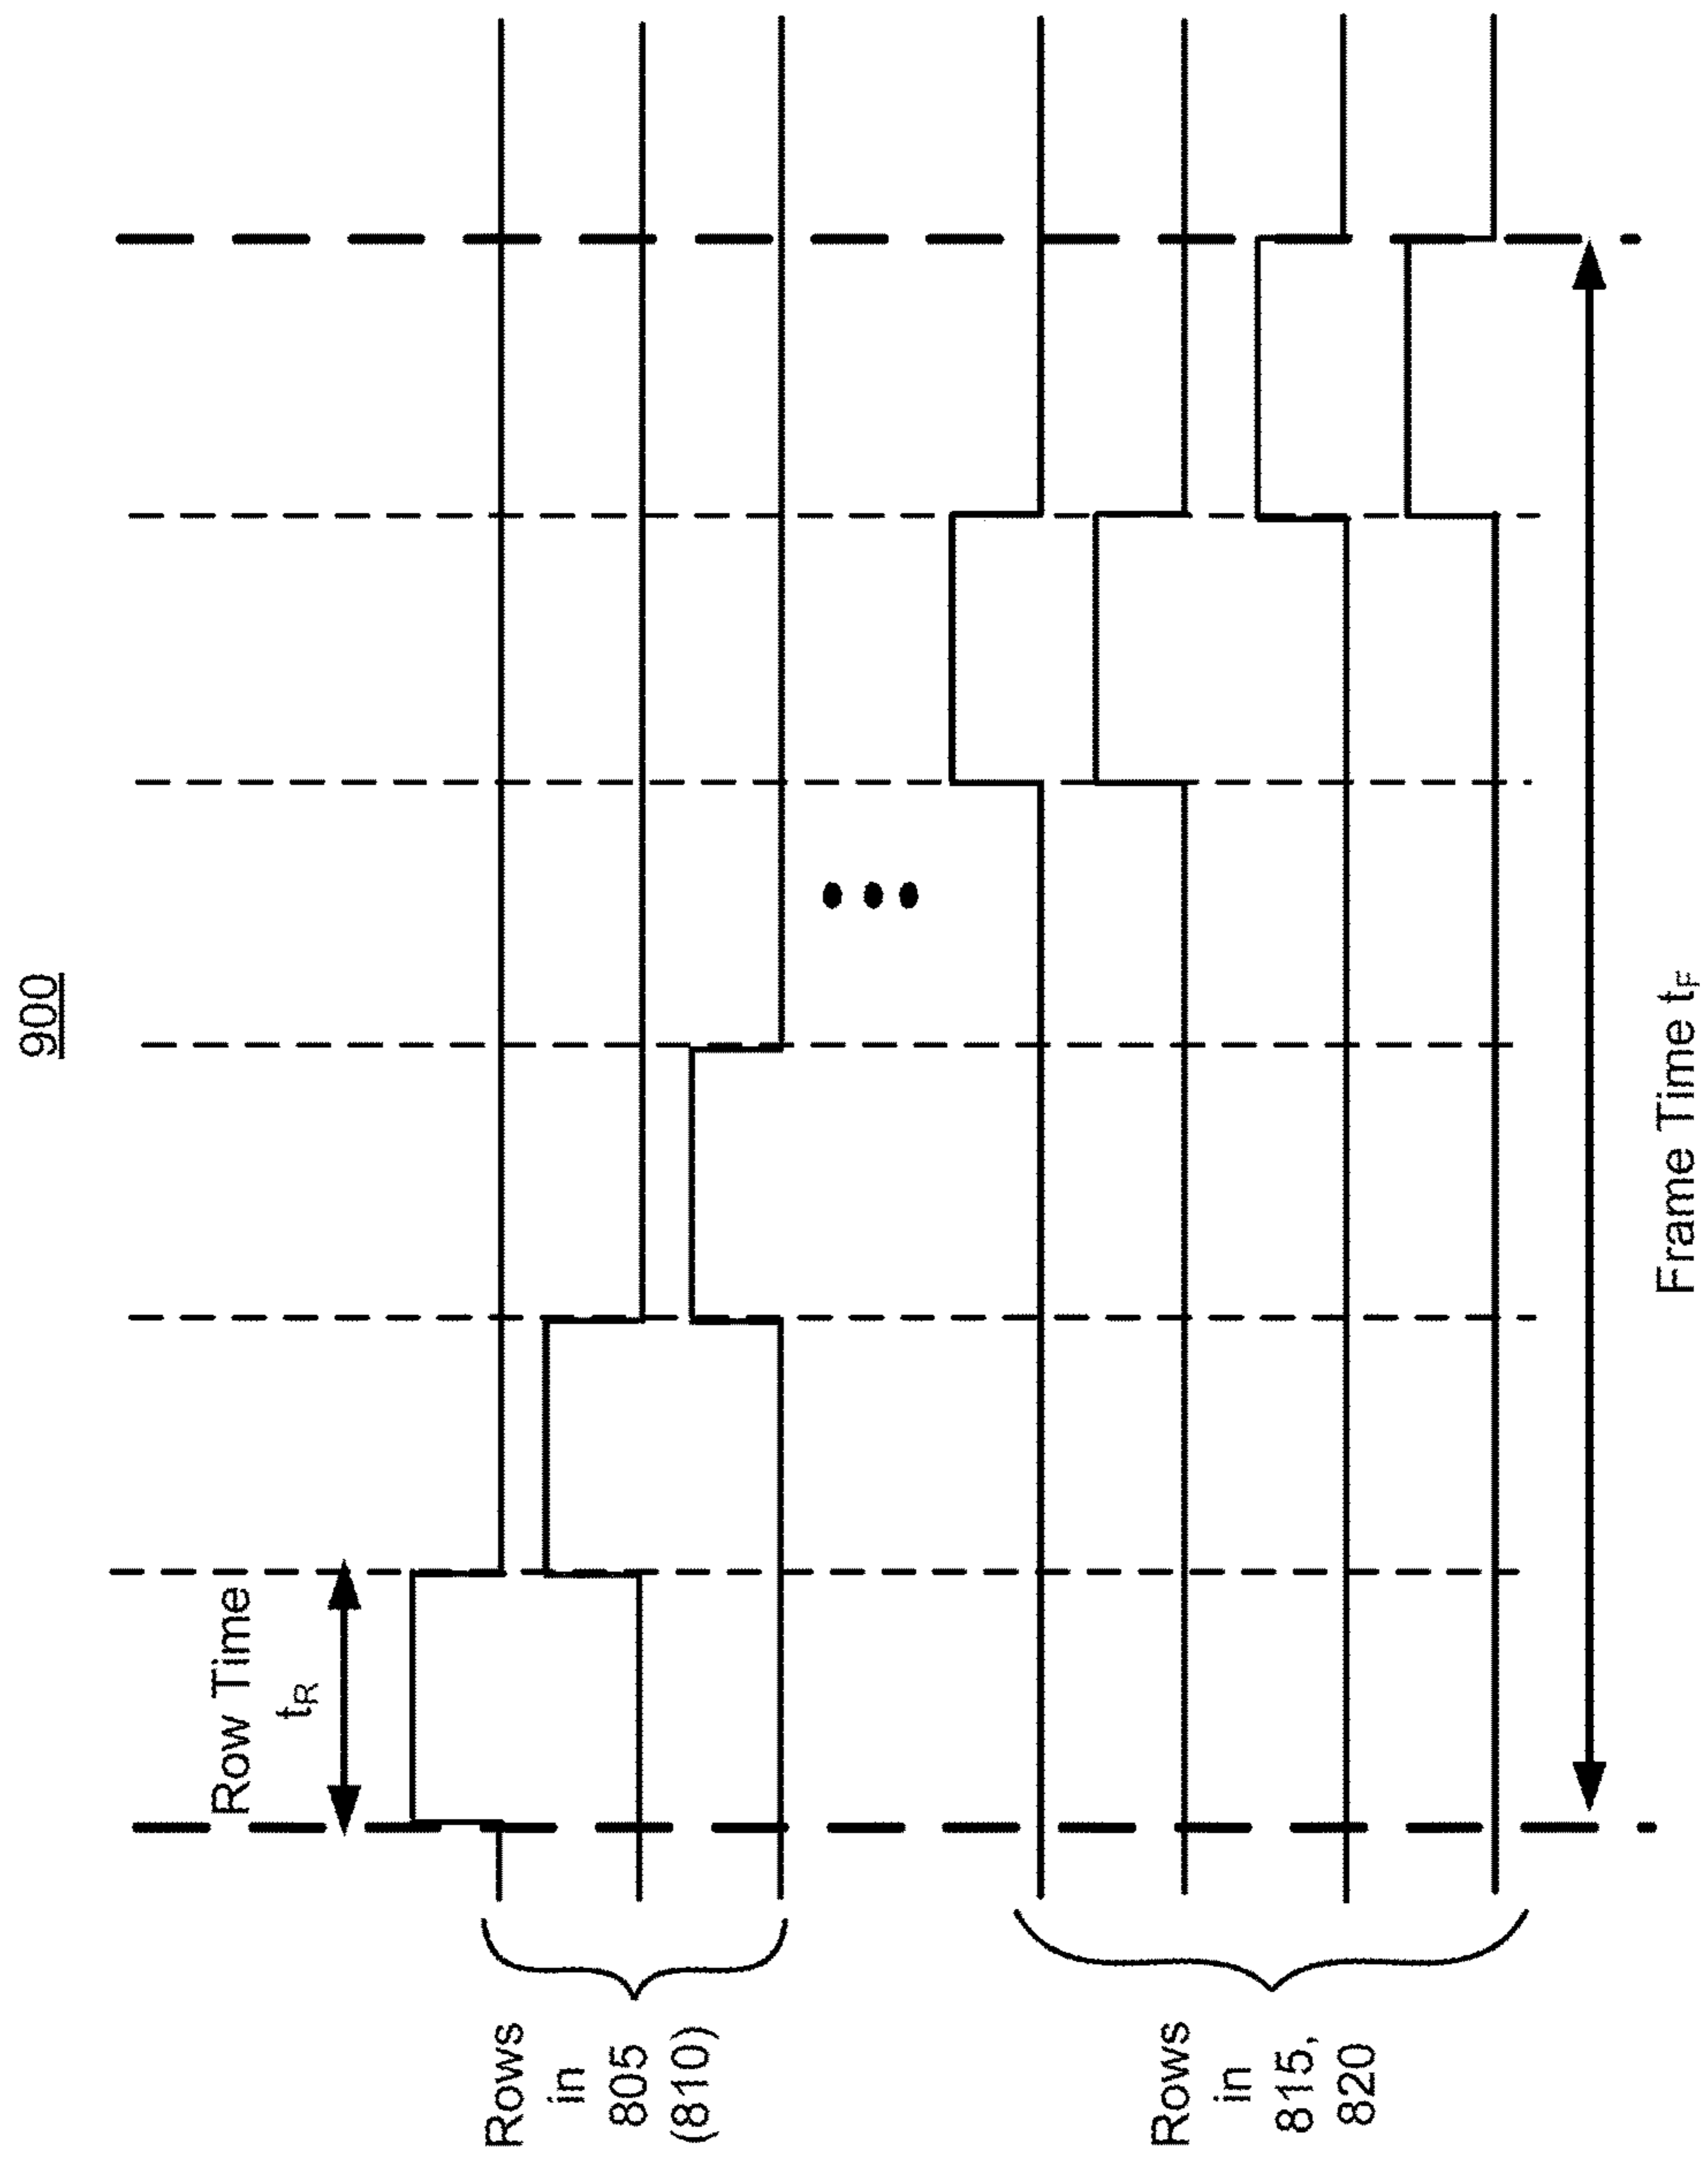 900
Row Time
tR
Rows
in
805
(810)
Rows
in
815,
820
Frame Time tF